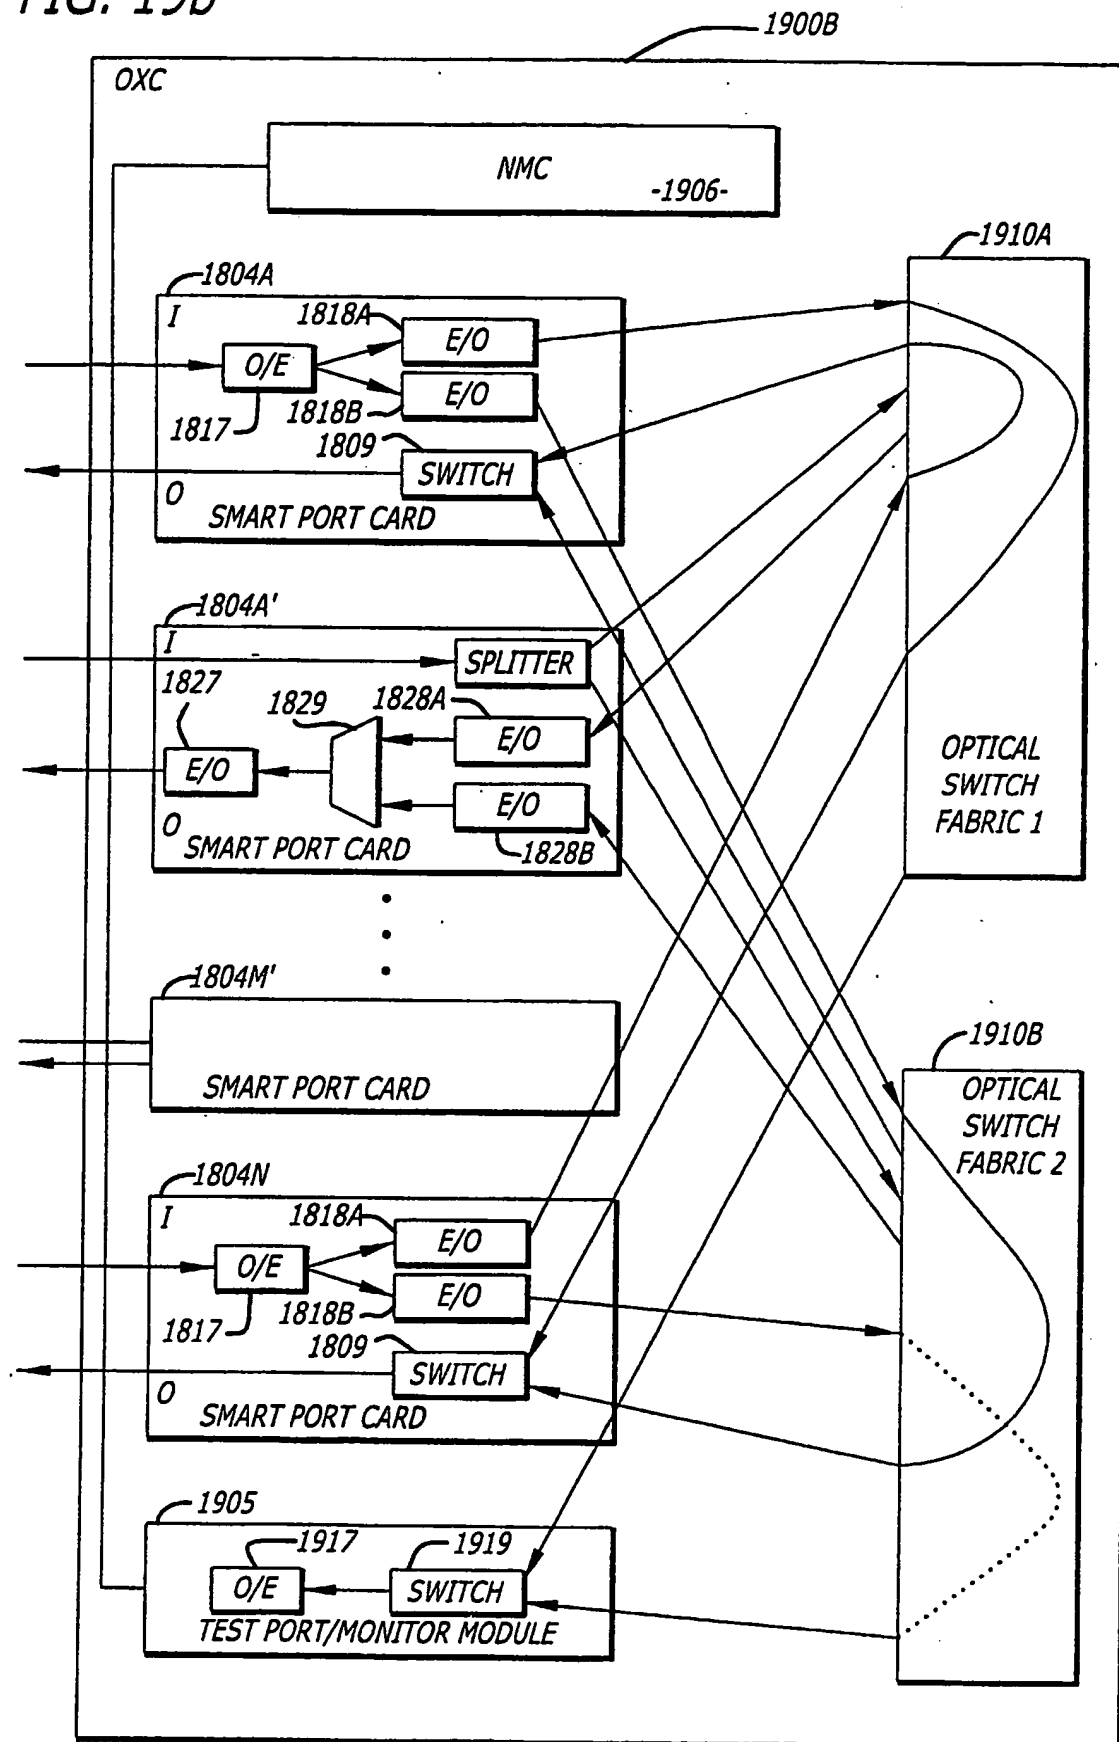 FIG. 19b
1900B
OXC
NMC
-1906-
1910A
1804A
I
1818A
E/O
O/E
E/O
1818B
1817
1809
SWITCH
O
SMART PORT CARD
1804A'
I
SPLITTER
1827
1829
1828A
E/O
E/O
E/O
O
SMART PORT CARD
1828B
OPTICAL
SWITCH
FABRIC 1
1804M'
SMART PORT CARD
1910B
OPTICAL
SWITCH
FABRIC 2
1804N
I
1818A
E/O
O/E
E/O
1818B
1817
1809
SWITCH
O
SMART PORT CARD
1905
1917
1919
O/E
SWITCH
TEST PORT/MONITOR MODULE